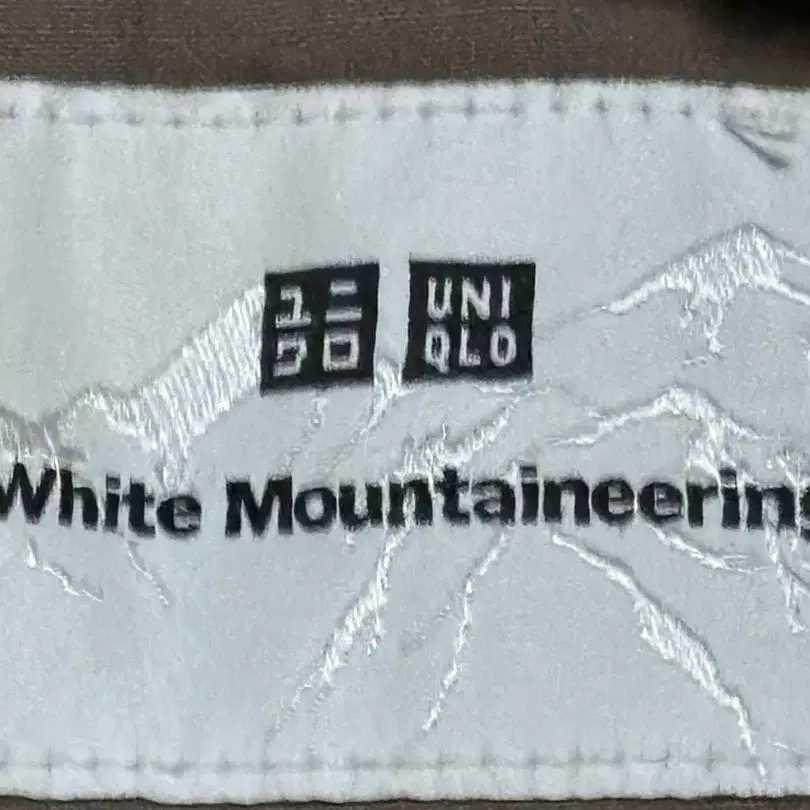 ユニ UNI
クロ QLO
White Mountaineering